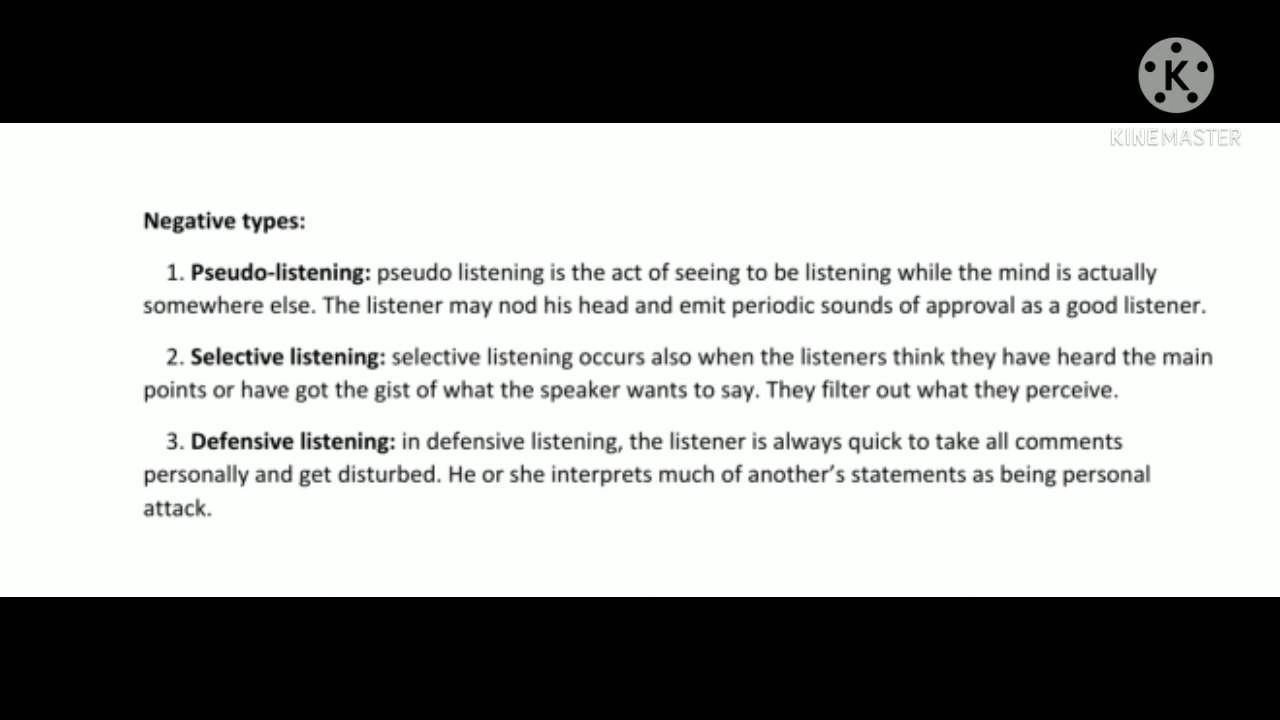 K
KINEMASTER
Negative types:
1. Pseudo-listening: pseudo listening is the act of seeing to be listening while the mind is actually
somewhere else. The listener may nod his head and emit periodic sounds of approval as a good listener.
2. Selective listening: selective listening occurs also when the listeners think they have heard the main
points or have got the gist of what the speaker wants to say. They filter out what they perceive.
3. Defensive listening: in defensive listening, the listener is always quick to take all comments
personally and get disturbed. He or she interprets much of another’s statements as being personal
attack.